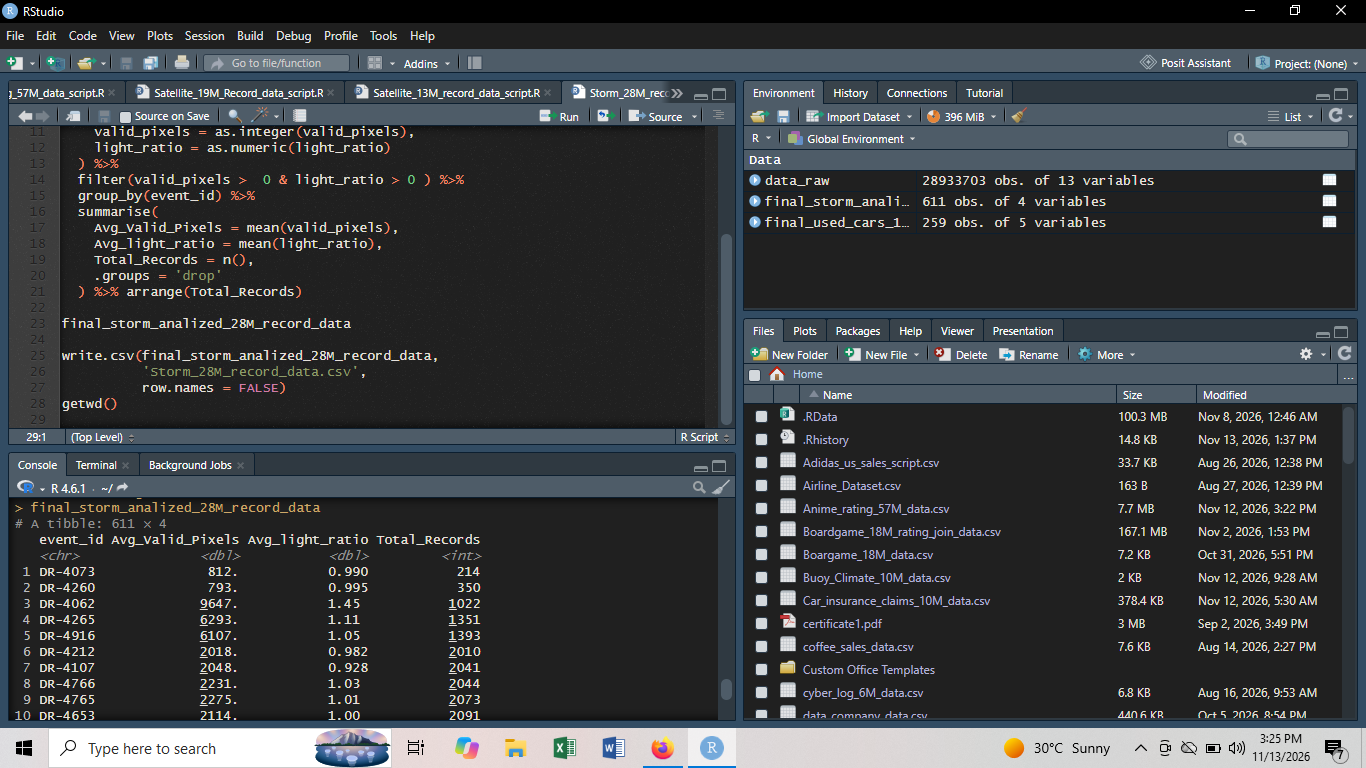 RStudio
File Edit Code View Plots Session Build Debug Profile Tools Help
Go to file/function Addins Posit Assistant Project: (None)
g_57M_data_script.R Satellite_19M_Record_data_script.R Satellite_13M_record_data_script.R Storm_28M_rec
Source on Save Run Source
11 valid_pixels = as.integer(valid_pixels),
12 light_ratio = as.numeric(light_ratio)
13 ) %>%
14 filter(valid_pixels >  0 & light_ratio > 0 ) %>%
15 group_by(event_id) %>%
16 summarise(
17 Avg_Valid_Pixels = mean(valid_pixels),
18 Avg_light_ratio = mean(light_ratio),
19 Total_Records = n(),
20 .groups = 'drop'
21 ) %>% arrange(Total_Records)
22
23 final_storm_analized_28M_record_data
24
25 write.csv(final_storm_analized_28M_record_data,
26 'Storm_28M_record_data.csv',
27 row.names = FALSE)
28 getwd()
29
29:1 (Top Level) R Script
Console Terminal Background Jobs
R 4.6.1 · ~/
> final_storm_analized_28M_record_data
# A tibble: 611 × 4
event_id Avg_Valid_Pixels Avg_light_ratio Total_Records
<chr> <dbl> <dbl> <int>
1 DR-4073 812. 0.990 214
2 DR-4260 793. 0.995 350
3 DR-4062 9647. 1.45 1022
4 DR-4265 6293. 1.11 1351
5 DR-4916 6107. 1.05 1393
6 DR-4212 2018. 0.982 2010
7 DR-4107 2048. 0.928 2041
8 DR-4766 2231. 1.03 2044
9 DR-4765 2275. 1.01 2073
10 DR-4653 2114. 1.00 2091
Environment History Connections Tutorial
Import Dataset 396 MiB List
R Global Environment
Data
data_raw 28933703 obs. of 13 variables
final_storm_anali… 611 obs. of 4 variables
final_used_cars_1… 259 obs. of 5 variables
Files Plots Packages Help Viewer Presentation
New Folder New File Delete Rename More
Home ...
Name Size Modified
.RData 100.3 MB Nov 8, 2026, 12:46 AM
.Rhistory 14.8 KB Nov 13, 2026, 1:37 PM
Adidas_us_sales_script.csv 33.7 KB Aug 26, 2026, 12:38 PM
Airline_Dataset.csv 163 B Aug 27, 2026, 12:39 PM
Anime_rating_57M_data.csv 7.7 MB Nov 12, 2026, 3:22 PM
Boardgame_18M_rating_join_data.csv 167.1 MB Nov 2, 2026, 1:53 PM
Boargame_18M_data.csv 7.2 KB Oct 31, 2026, 5:51 PM
Buoy_Climate_10M_data.csv 2 KB Nov 12, 2026, 9:28 AM
Car_insurance_claims_10M_data.csv 378.4 KB Nov 12, 2026, 5:30 AM
certificate1.pdf 3 MB Sep 2, 2026, 3:49 PM
coffee_sales_data.csv 7.6 KB Aug 14, 2026, 2:27 PM
Custom Office Templates
cyber_log_6M_data.csv 6.8 KB Aug 16, 2026, 9:53 AM
data_company_data.csv 440.6 KB Oct 5, 2026, 8:54 PM
Type here to search 30°C Sunny 3:25 PM
11/13/2026 7